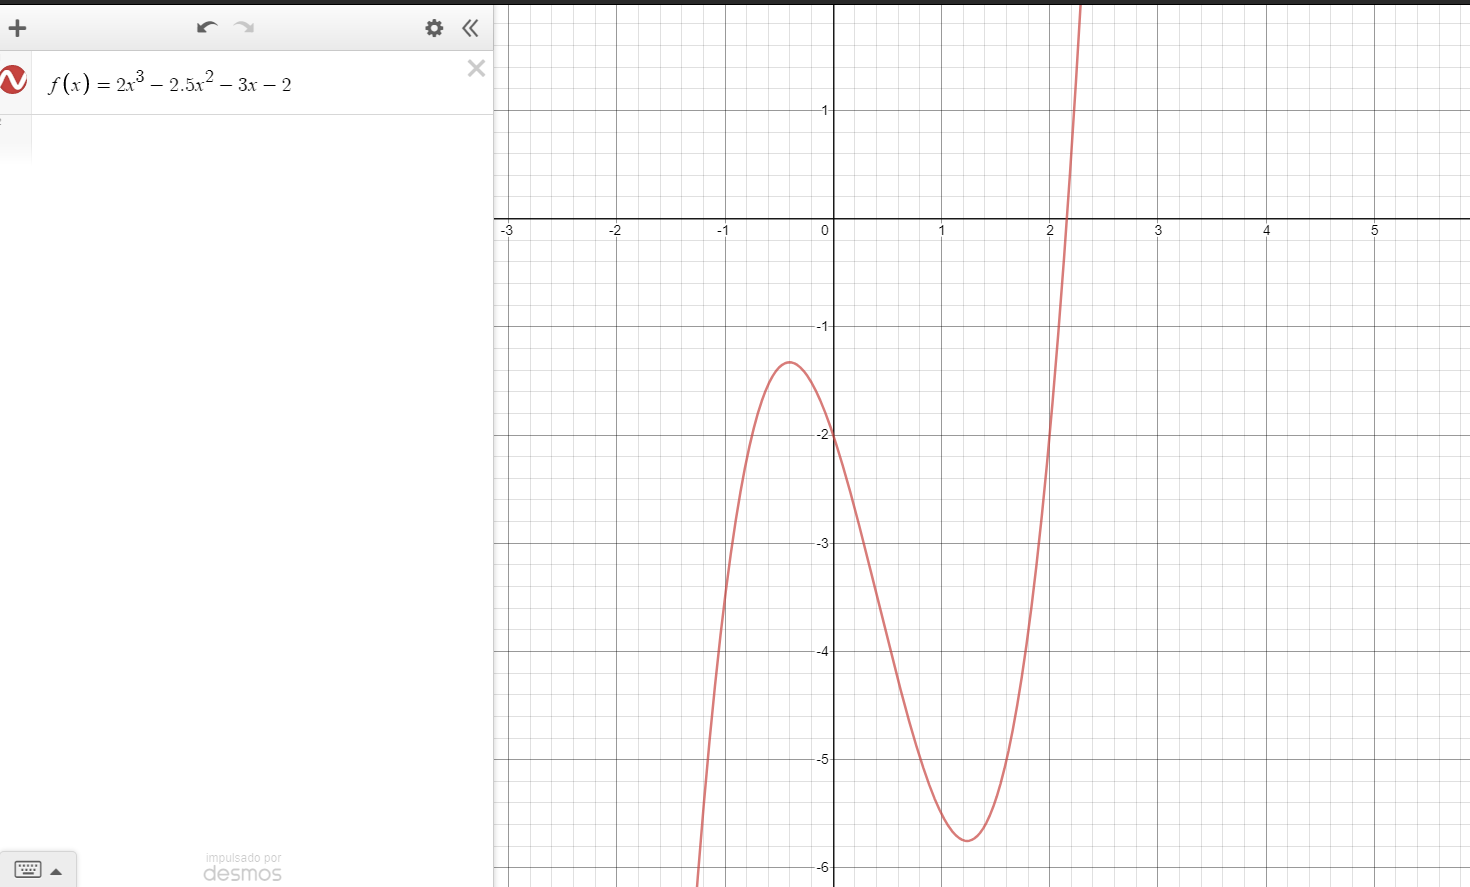 f(x) = 2x³ − 2.5x² − 3x − 2
1
-3 -2 -1 0 1 2 3 4 5
-1
-2
-3
-4
-5
-6
impulsado por
desmos